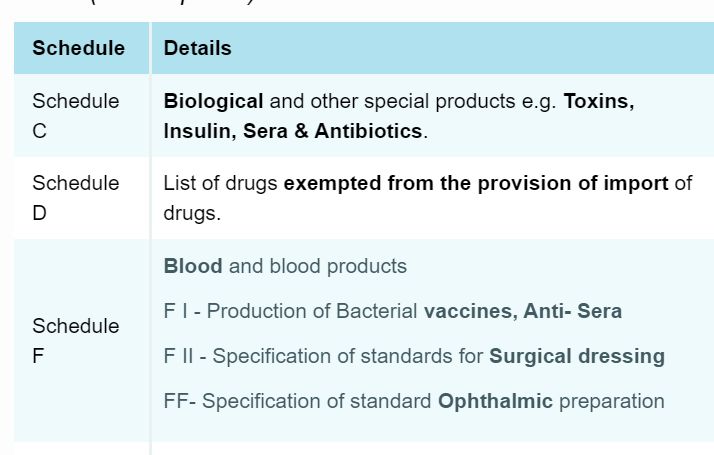 Schedule Details
Schedule
C
Biological and other special products e.g. Toxins,
Insulin, Sera & Antibiotics.
Schedule
D
List of drugs exempted from the provision of import of
drugs.
Schedule
F
Blood and blood products
F I - Production of Bacterial vaccines, Anti- Sera
F II - Specification of standards for Surgical dressing
FF- Specification of standard Ophthalmic preparation